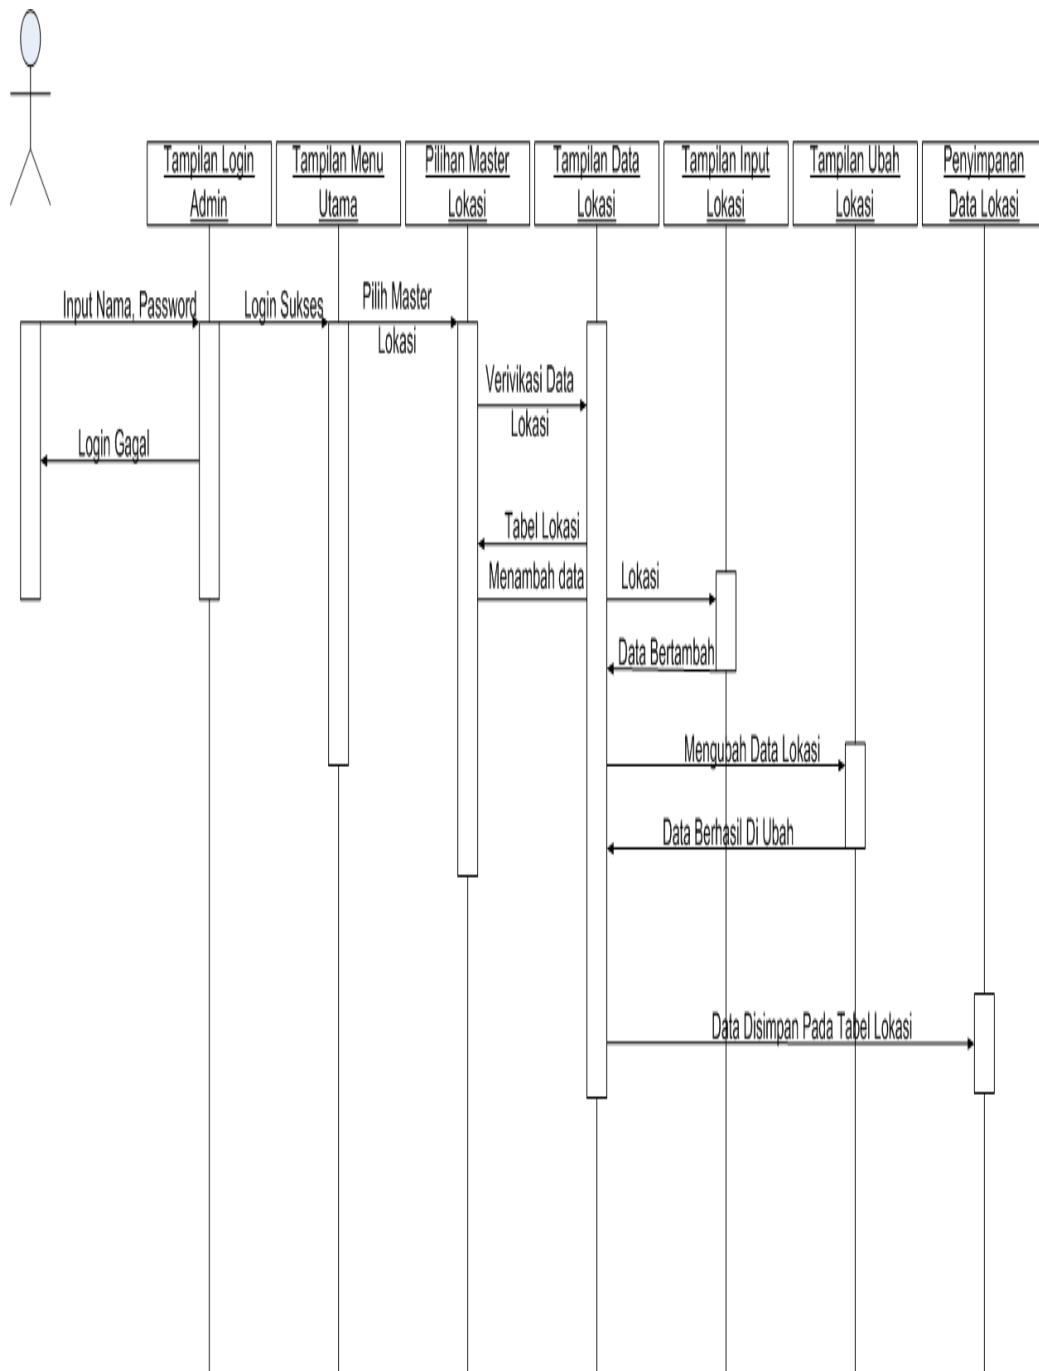 Tampilan Login
Admin
Tampilan Menu
Utama
Pilihan Master
Lokasi
Tampilan Data
Lokasi
Tampilan Input
Lokasi
Tampilan Ubah
Lokasi
Penyimpanan
Data Lokasi
Input Nama, Password
Login Sukses
Pilih Master
Lokasi
Verivikasi Data
Lokasi
Login Gagal
Tabel Lokasi
Menambah data Lokasi
Data Bertambah
Mengubah Data Lokasi
Data Berhasil Di Ubah
Data Disimpan Pada Tabel Lokasi